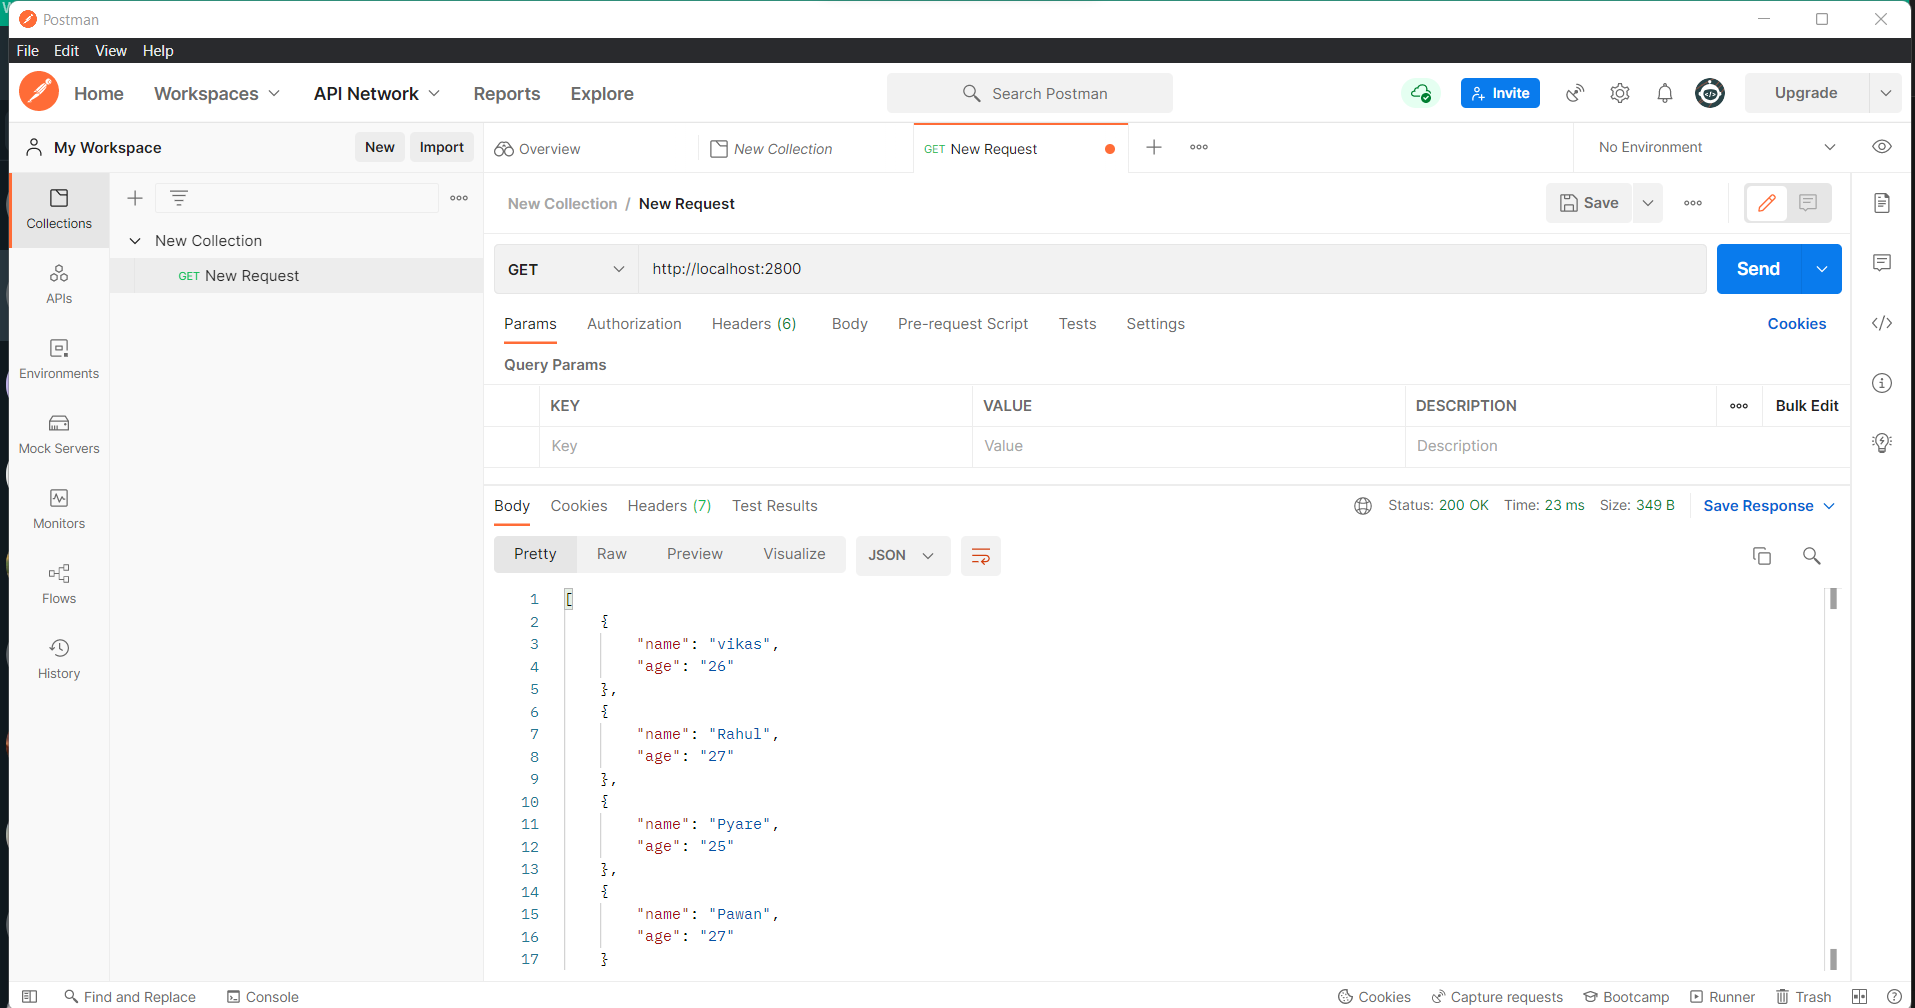 Postman
File Edit View Help
Home Workspaces API Network Reports Explore Search Postman Invite Upgrade
My Workspace New Import Overview New Collection GET New Request No Environment
Collections
APIs
Environments
Mock Servers
Monitors
Flows
History
New Collection
GET New Request
New Collection / New Request Save
GET http://localhost:2800 Send
Params Authorization Headers (6) Body Pre-request Script Tests Settings Cookies
Query Params
KEY VALUE DESCRIPTION Bulk Edit
Key Value Description
Body Cookies Headers (7) Test Results Status: 200 OK Time: 23 ms Size: 349 B Save Response
Pretty Raw Preview Visualize JSON
1 [
2 {
3 "name": "vikas",
4 "age": "26"
5 },
6 {
7 "name": "Rahul",
8 "age": "27"
9 },
10 {
11 "name": "Pyare",
12 "age": "25"
13 },
14 {
15 "name": "Pawan",
16 "age": "27"
17 }
Find and Replace Console Cookies Capture requests Bootcamp Runner Trash